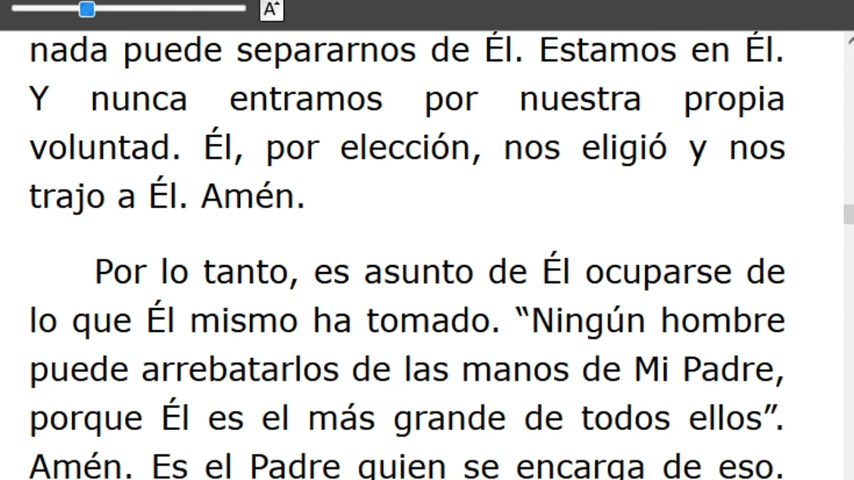 A
nada puede separarnos de Él. Estamos en Él.
Y nunca entramos por nuestra propia
voluntad. Él, por elección, nos eligió y nos
trajo a Él. Amén.
Por lo tanto, es asunto de Él ocuparse de
lo que Él mismo ha tomado. “Ningún hombre
puede arrebatarlos de las manos de Mi Padre,
porque Él es el más grande de todos ellos”.
Amén. Es el Padre quien se encarga de eso.